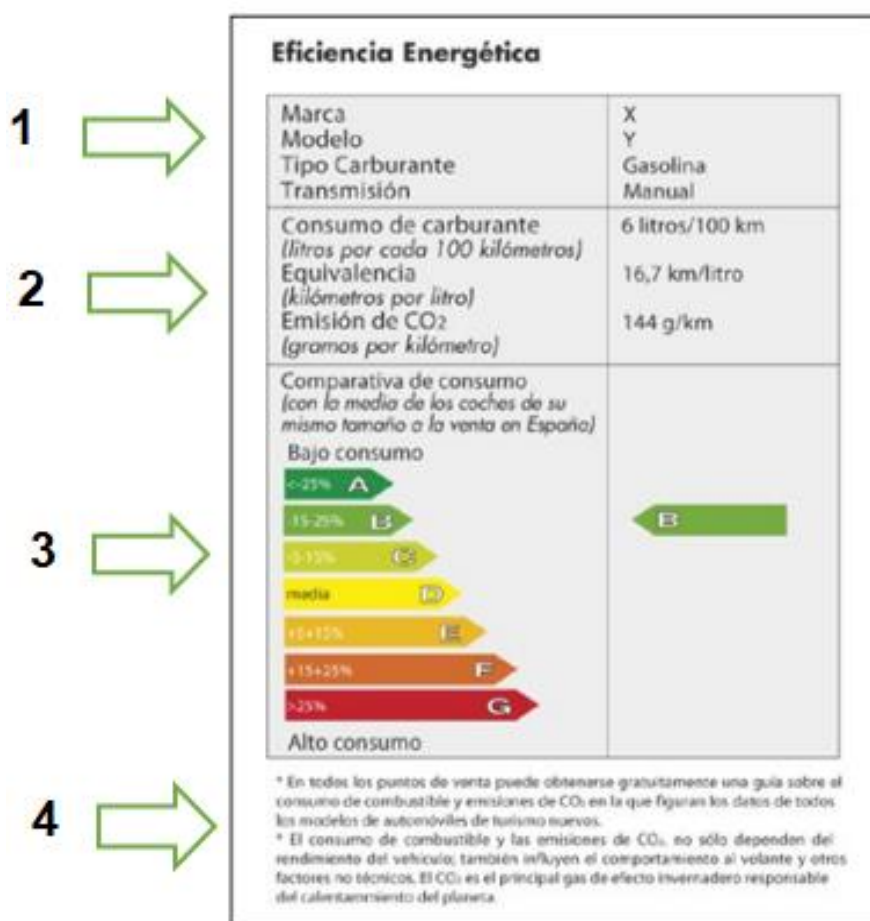 Eficiencia Energética
1
Marca X
Modelo Y
Tipo Carburante Gasolina
Transmisión Manual
2
Consumo de carburante 6 litros/100 km
(litros por cada 100 kilómetros)
Equivalencia 16,7 km/litro
(kilómetros por litro)
Emisión de CO2 144 g/km
(gramos por kilómetro)
Comparativa de consumo
(con la media de los coches de su
mismo tamaño a la venta en España)
Bajo consumo
<-25% A
-15-25% B B
3
-5-15% C
media D
+5+15% E
+15+25% F
>25% G
Alto consumo
4
* En todos los puntos de venta puede obtenerse gratuitamente una guía sobre el
consumo de combustible y emisiones de CO₂ en la que figuran los datos de todos
los modelos de automóviles de turismo nuevos.
* El consumo de combustible y las emisiones de CO₂, no sólo dependen del
rendimiento del vehículo; también influyen el comportamiento al volante y otros
factores no técnicos. El CO₂ es el principal gas de efecto invernadero responsable
del calentamiento del planeta.